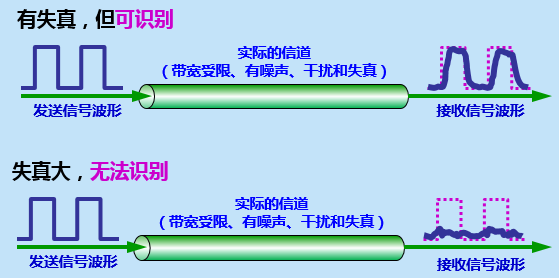 有失真，但可识别
实际的信道
（带宽受限、有噪声、干扰和失真）
发送信号波形
接收信号波形
失真大，无法识别
实际的信道
（带宽受限、有噪声、干扰和失真）
发送信号波形
接收信号波形